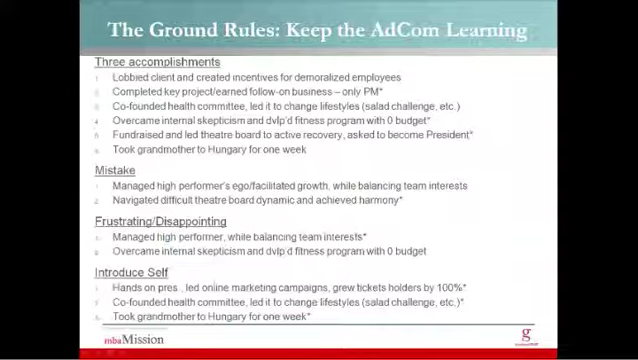 The Ground Rules: Keep the AdCom Learning
Three accomplishments
1. Lobbied client and created incentives for demoralized employees
2. Completed key project/earned follow-on business – only PM*
3. Co-founded health committee, led it to change lifestyles (salad challenge, etc.)
4. Overcame internal skepticism and dvlp'd fitness program with 0 budget*
5. Fundraised and led theatre board to active recovery, asked to become President*
6. Took grandmother to Hungary for one week
Mistake
1. Managed high performer's ego/facilitated growth, while balancing team interests
2. Navigated difficult theatre board dynamic and achieved harmony*
Frustrating/Disappointing
Managed high performer, while balancing team interests*
Overcame internal skepticism and dvlp'd fitness program with 0 budget
Introduce Self
Hands on pres., led online marketing campaigns, grew tickets holders by 100%*
Co-founded health committee, led it to change lifestyles (salad challenge, etc.)*
Took grandmother to Hungary for one week*
mbaMission
g